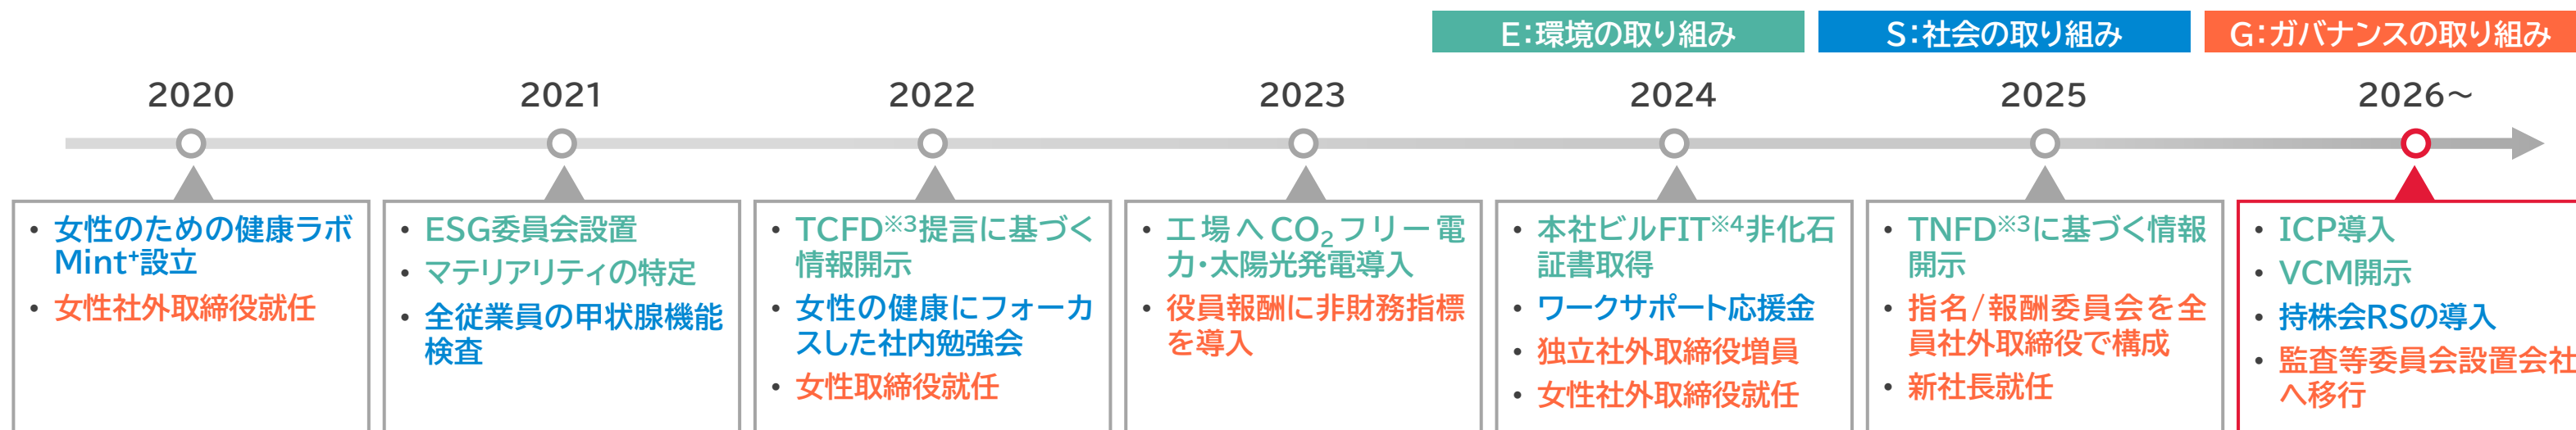 E：環境の取り組み
S：社会の取り組み
G：ガバナンスの取り組み
2020
2021
2022
2023
2024
2025
2026～
・女性のための健康ラボ
Mint⁺設立
・女性社外取締役就任
・ESG委員会設置
・マテリアリティの特定
・全従業員の甲状腺機能
検査
・TCFD※3提言に基づく
情報開示
・女性の健康にフォーカ
スした社内勉強会
・女性取締役就任
・工場へCO₂フリー電
力・太陽光発電導入
・役員報酬に非財務指標
を導入
・本社ビルFIT※4非化石
証書取得
・ワークサポート応援金
・独立社外取締役増員
・女性社外取締役就任
・TNFD※3に基づく情報
開示
・指名/報酬委員会を全
員社外取締役で構成
・新社長就任
・ICP導入
・VCM開示
・持株会RSの導入
・監査等委員会設置会社
へ移行